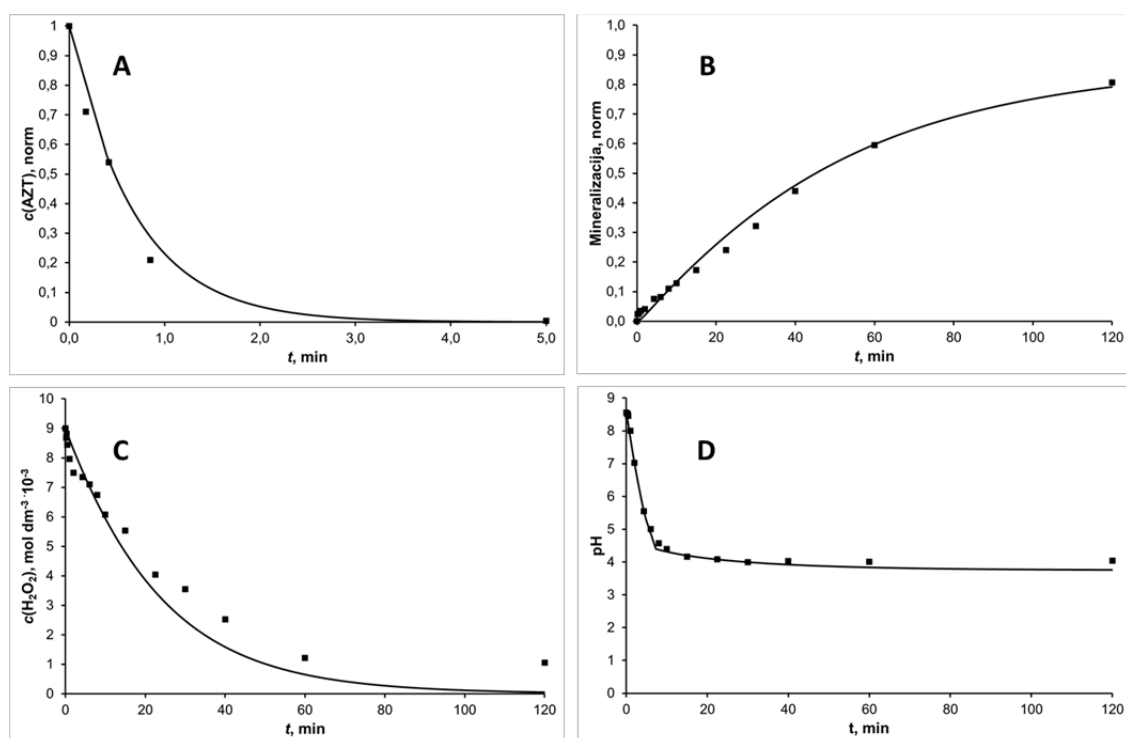 A
c(AZT), norm
1
0,9
0,8
0,7
0,6
0,5
0,4
0,3
0,2
0,1
0
0,0 1,0 2,0 3,0 4,0 5,0
t, min
B
Mineralizacija, norm
1,0
0,9
0,8
0,7
0,6
0,5
0,4
0,3
0,2
0,1
0,0
0 20 40 60 80 100 120
t, min
C
c(H₂O₂), mol dm⁻³ ·10⁻³
10
9
8
7
6
5
4
3
2
1
0
0 20 40 60 80 100 120
t, min
D
pH
9
8
7
6
5
4
3
2
1
0
0 20 40 60 80 100 120
t, min